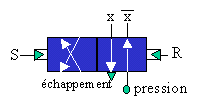 x x̅
S R
échappement
pression